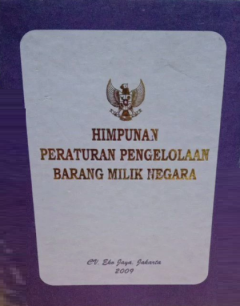 HIMPUNAN
PERATURAN PENGELOLAAN
BARANG MILIK NEGARA
CV. Eko Jaya, Jakarta
2009